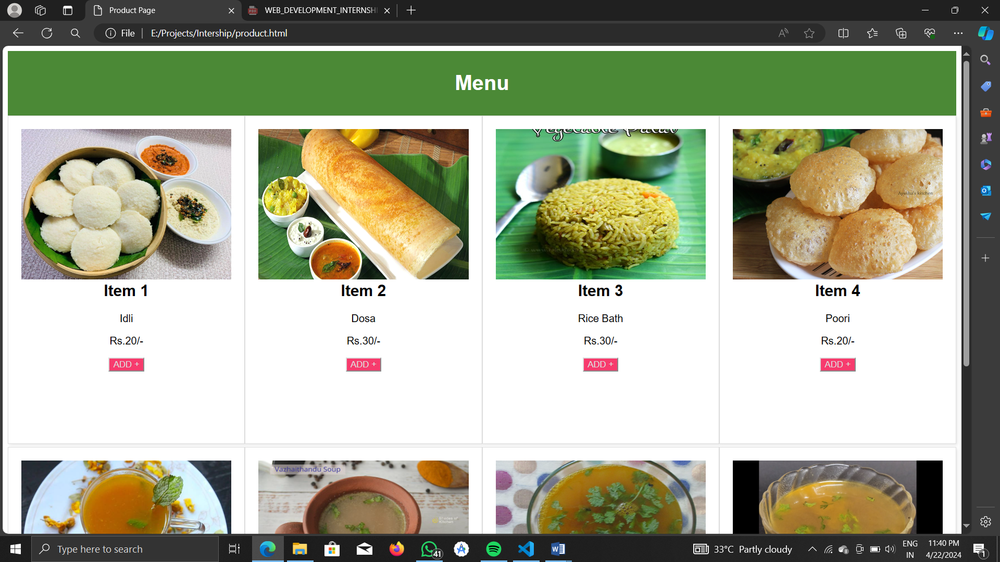 Product Page
WEB_DEVELOPMENT_INTERNSHI
File
E:/Projects/Intership/product.html
Menu
Vegetable Pulav
Ayesha's kitchen
Item 1
Item 2
Item 3
Item 4
Idli
Dosa
Rice Bath
Poori
Rs.20/-
Rs.30/-
Rs.30/-
Rs.20/-
ADD +
ADD +
ADD +
ADD +
Vazhaithandu Soup
Shades of
Kitchen
Type here to search
41
33°C Partly cloudy
ENG
IN
11:40 PM
4/22/2024
1